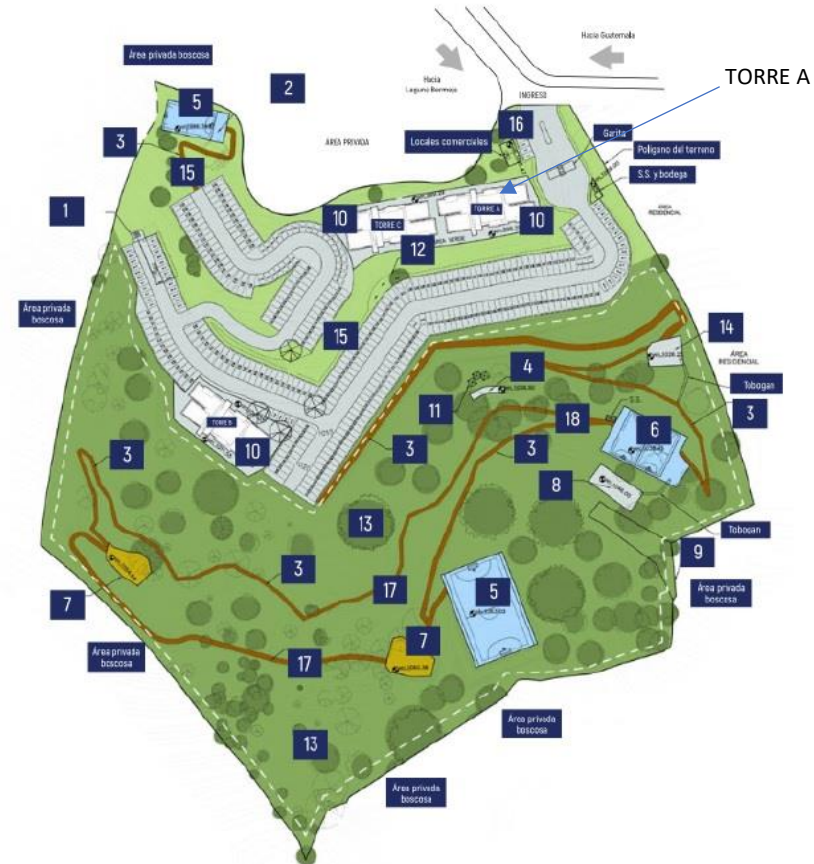 Hacia Guatemala
Área privada boscosa
Hacia
Laguna Bermeja
TORRE A
5
2
INGRESO
16
Garita
3
ÁREA PRIVADA
Locales comerciales
Polígono del terreno
15
S.S. y bodega
1
10
TORRE C
TORRE A
10
ÁREA
RESIDENCIAL
12
Área privada
boscosa
15
14
4
ÁREA
RESIDENCIAL
Tobogan
11
3
18
S.S.
6
10
3
3
3
8
13
Tobogan
9
3
5
Área privada
boscosa
7
17
7
Área privada
boscosa
17
Área privada
boscosa
13
Área privada
boscosa